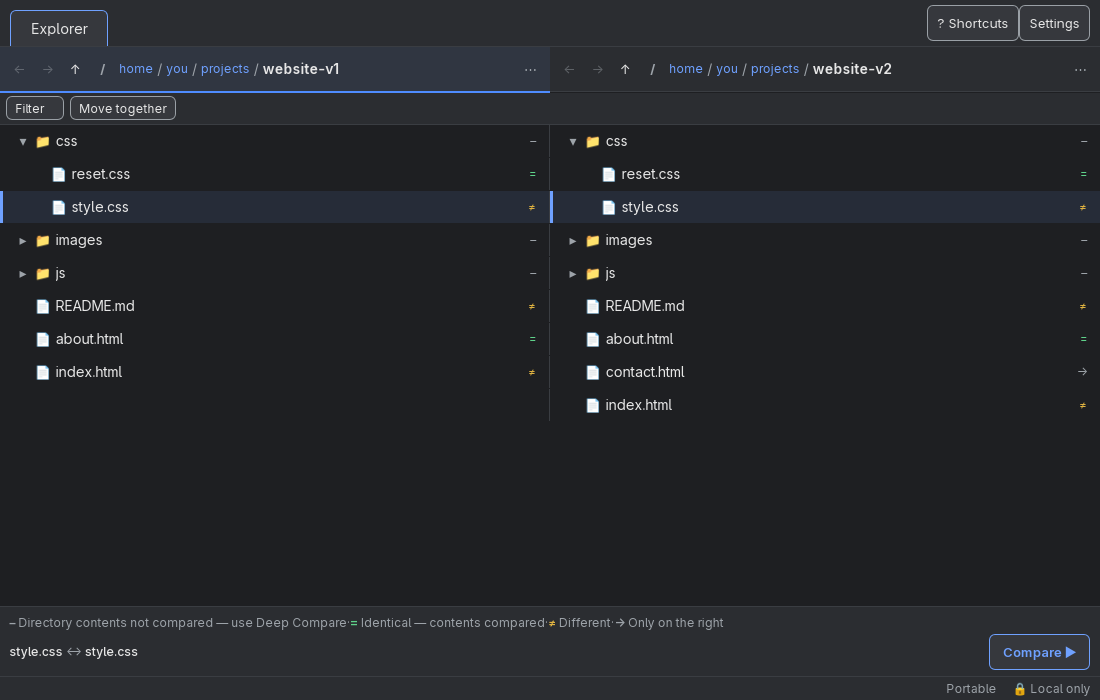 Explorer ? Shortcuts Settings
← → ↑ / home / you / projects / website-v1 ⋯ ← → ↑ / home / you / projects / website-v2 ⋯
Filter Move together
▼ 📁 css – ▼ 📁 css –
📄 reset.css = 📄 reset.css =
📄 style.css ≠ 📄 style.css ≠
▶ 📁 images – ▶ 📁 images –
▶ 📁 js – ▶ 📁 js –
📄 README.md ≠ 📄 README.md ≠
📄 about.html = 📄 about.html =
📄 index.html ≠ 📄 contact.html →
📄 index.html ≠
– Directory contents not compared — use Deep Compare·= Identical — contents compared·≠ Different·→ Only on the right
style.css ↔ style.css Compare ▶
Portable 🔒 Local only